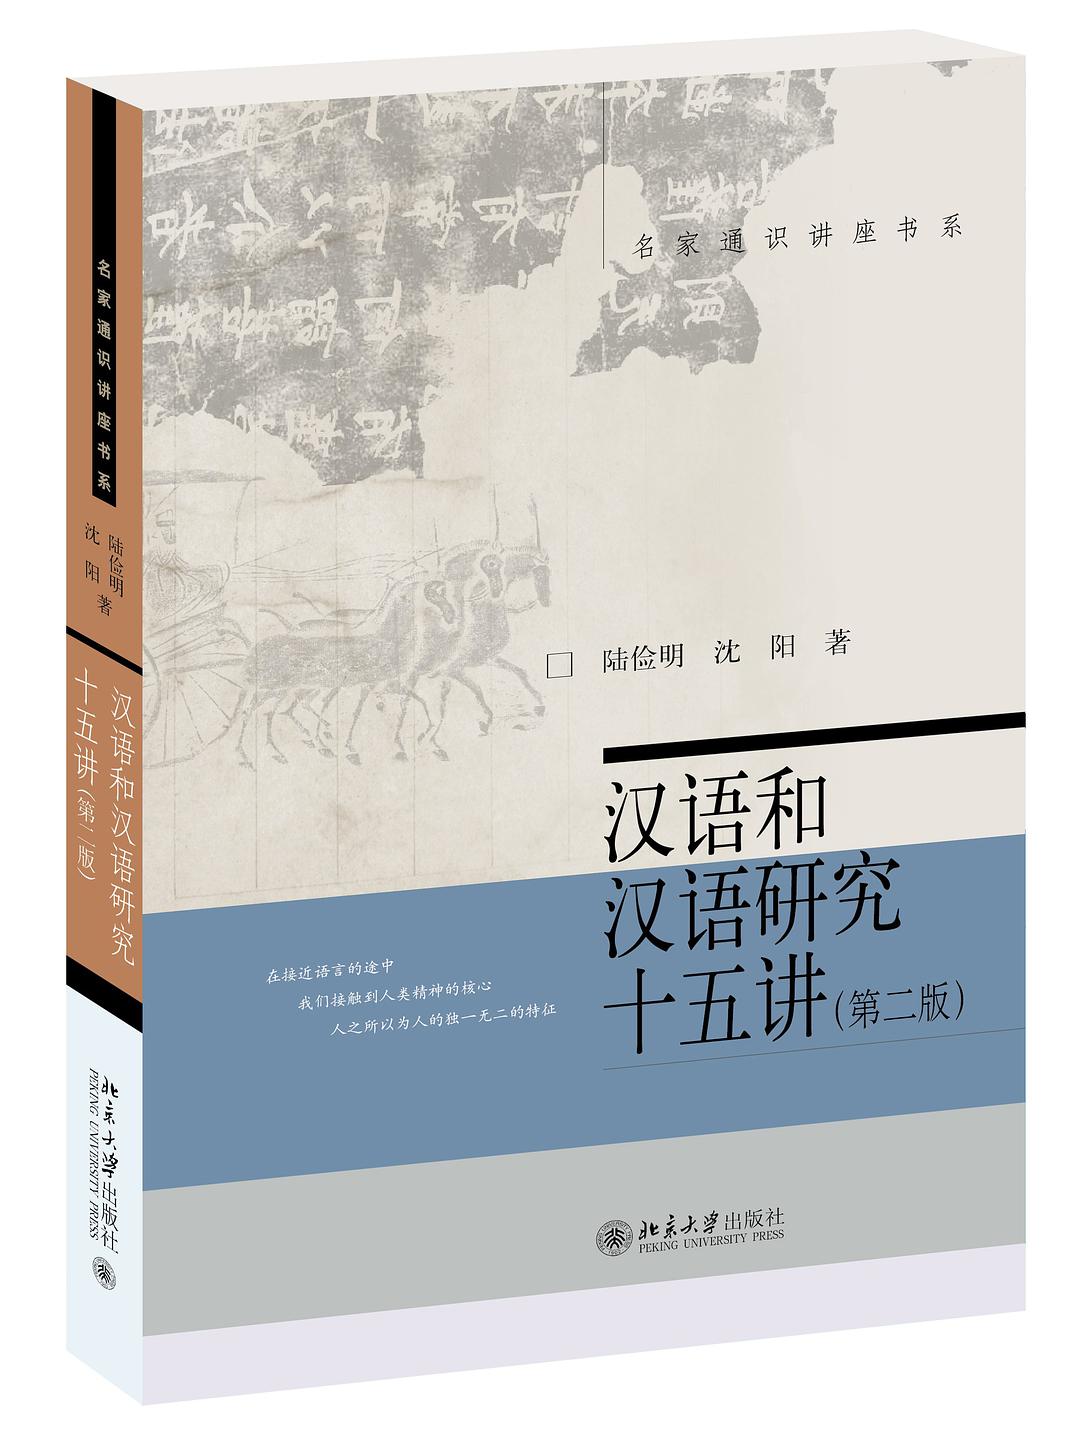 名家通识讲座书系
陆俭明 沈 阳 著
汉语和
汉语研究
十五讲(第二版)
在接近语言的途中
我们接触到人类精神的核心
人之所以为人的独一无二的特征
北京大学出版社
PEKING UNIVERSITY PRESS
名家通识讲座书系
陆俭明
沈 阳
著
汉语和汉语研究
十五讲(第二版)
北京大学出版社
PEKING UNIVERSITY PRESS